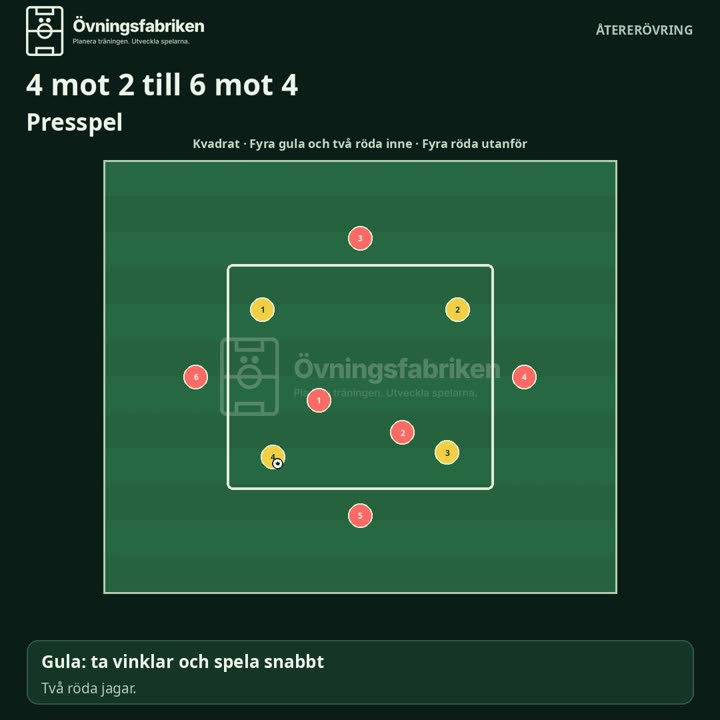 Övningsfabriken
Planera träningen. Utveckla spelarna.
ÅTERERÖVRING
4 mot 2 till 6 mot 4
Presspel
Kvadrat · Fyra gula och två röda inne · Fyra röda utanför
3
1
2
Övningsfabriken
6
4
träningen. Utveckla spelarna.
1
2
4
3
5
Gula: ta vinklar och spela snabbt
Två röda jagar.